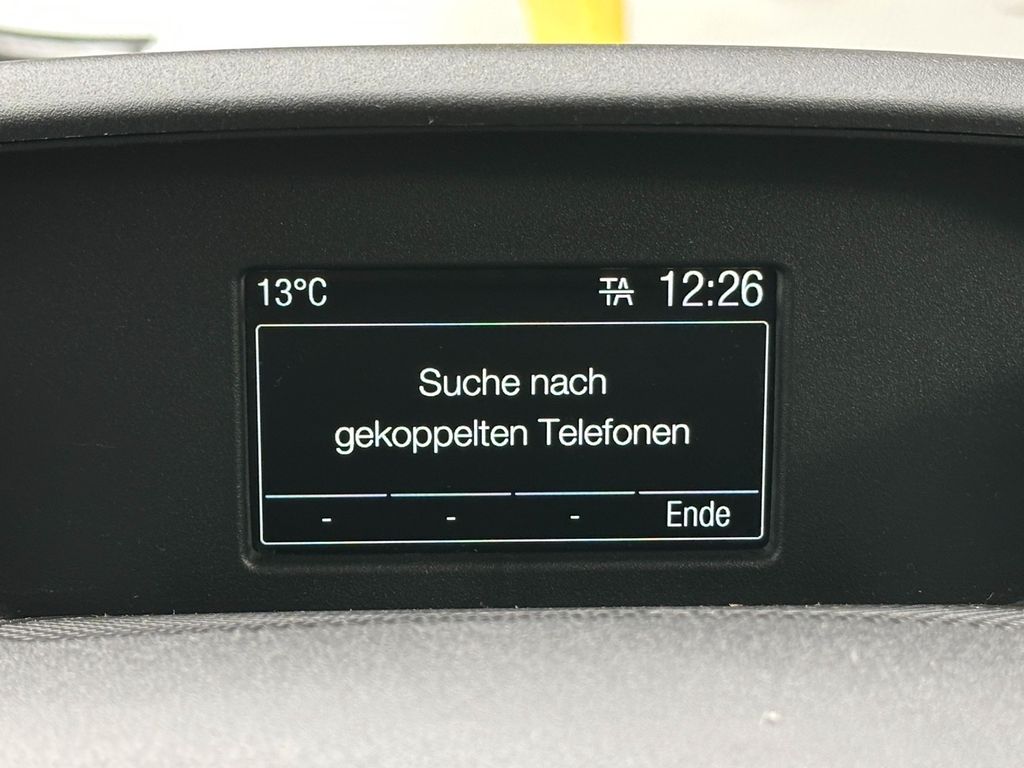 13°C TA 12:26
Suche nach
gekoppelten Telefonen
- - - Ende